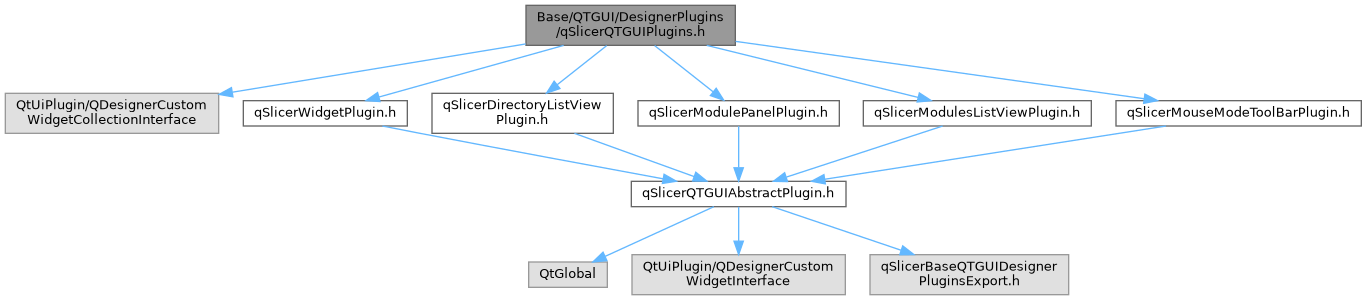 Base/QTGUI/DesignerPlugins
/qSlicerQTGUIPlugins.h
QtUiPlugin/QDesignerCustom
WidgetCollectionInterface
qSlicerWidgetPlugin.h
qSlicerDirectoryListView
Plugin.h
qSlicerModulePanelPlugin.h
qSlicerModulesListViewPlugin.h
qSlicerMouseModeToolBarPlugin.h
qSlicerQTGUIAbstractPlugin.h
QtGlobal
QtUiPlugin/QDesignerCustom
WidgetInterface
qSlicerBaseQTGUIDesigner
PluginsExport.h